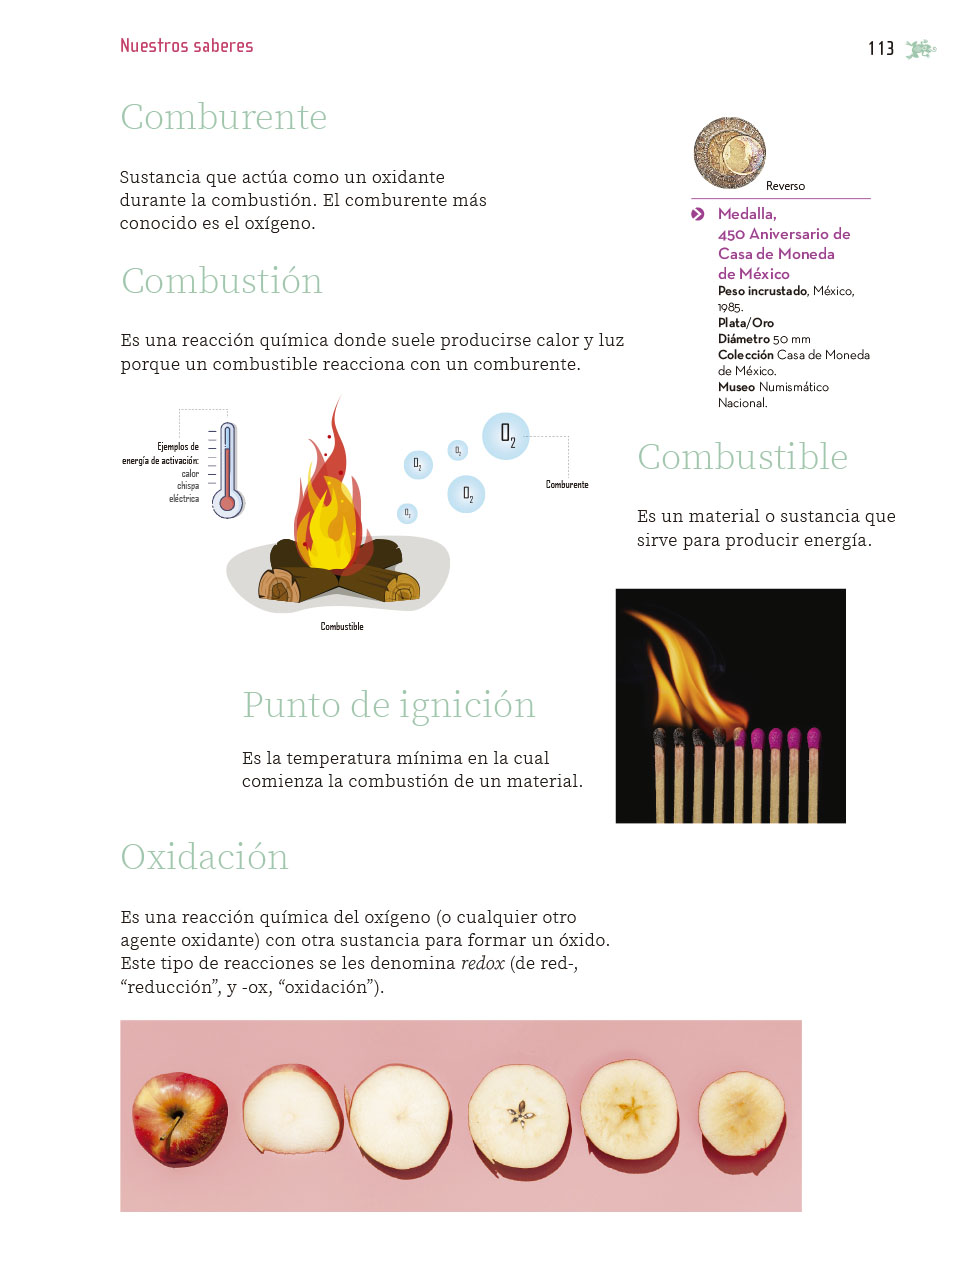 Nuestros saberes
113
Comburente
Sustancia que actúa como un oxidante
durante la combustión. El comburente más
conocido es el oxígeno.
Reverso
Medalla,
450 Aniversario de
Casa de Moneda
de México
Peso incrustado, México,
1985.
Plata/Oro
Diámetro 50 mm
Colección Casa de Moneda
de México.
Museo Numismático
Nacional.
Combustión
Es una reacción química donde suele producirse calor y luz
porque un combustible reacciona con un comburente.
Ejemplos de
energía de activación:
calor
chispa
eléctrica
O2
O2
O2
O2
O2
Comburente
Combustible
Combustible
Es un material o sustancia que
sirve para producir energía.
Punto de ignición
Es la temperatura mínima en la cual
comienza la combustión de un material.
Oxidación
Es una reacción química del oxígeno (o cualquier otro
agente oxidante) con otra sustancia para formar un óxido.
Este tipo de reacciones se les denomina redox (de red-,
“reducción”, y -ox, “oxidación”).